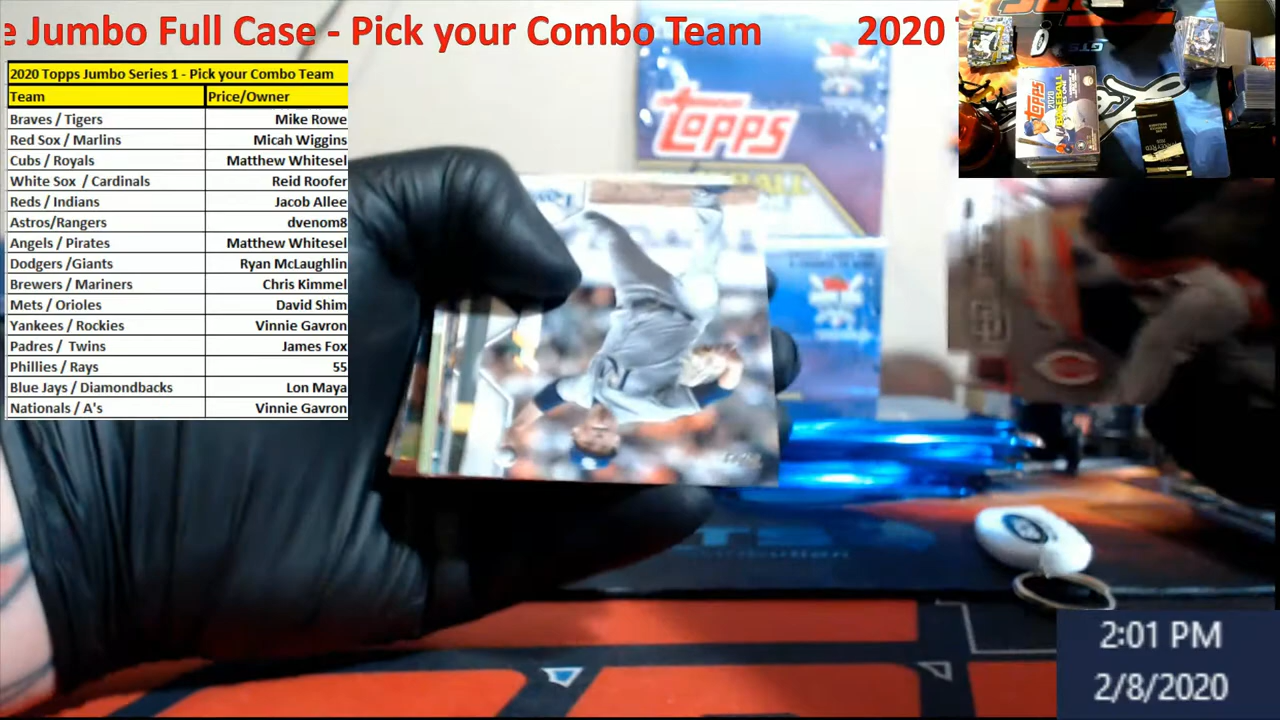 e Jumbo Full Case - Pick your Combo Team 2020
2020 Topps Jumbo Series 1 - Pick your Combo Team
Team Price/Owner
Braves / Tigers Mike Rowe
Red Sox / Marlins Micah Wiggins
Cubs / Royals Matthew Whitesel
White Sox / Cardinals Reid Roofer
Reds / Indians Jacob Allee
Astros/Rangers dvenom8
Angels / Pirates Matthew Whitesel
Dodgers /Giants Ryan McLaughlin
Brewers / Mariners Chris Kimmel
Mets / Orioles David Shim
Yankees / Rockies Vinnie Gavron
Padres / Twins James Fox
Phillies / Rays 55
Blue Jays / Diamondbacks Lon Maya
Nationals / A's Vinnie Gavron
Topps
GTS
Topps
2020
BASEBALL
2:01 PM
2/8/2020